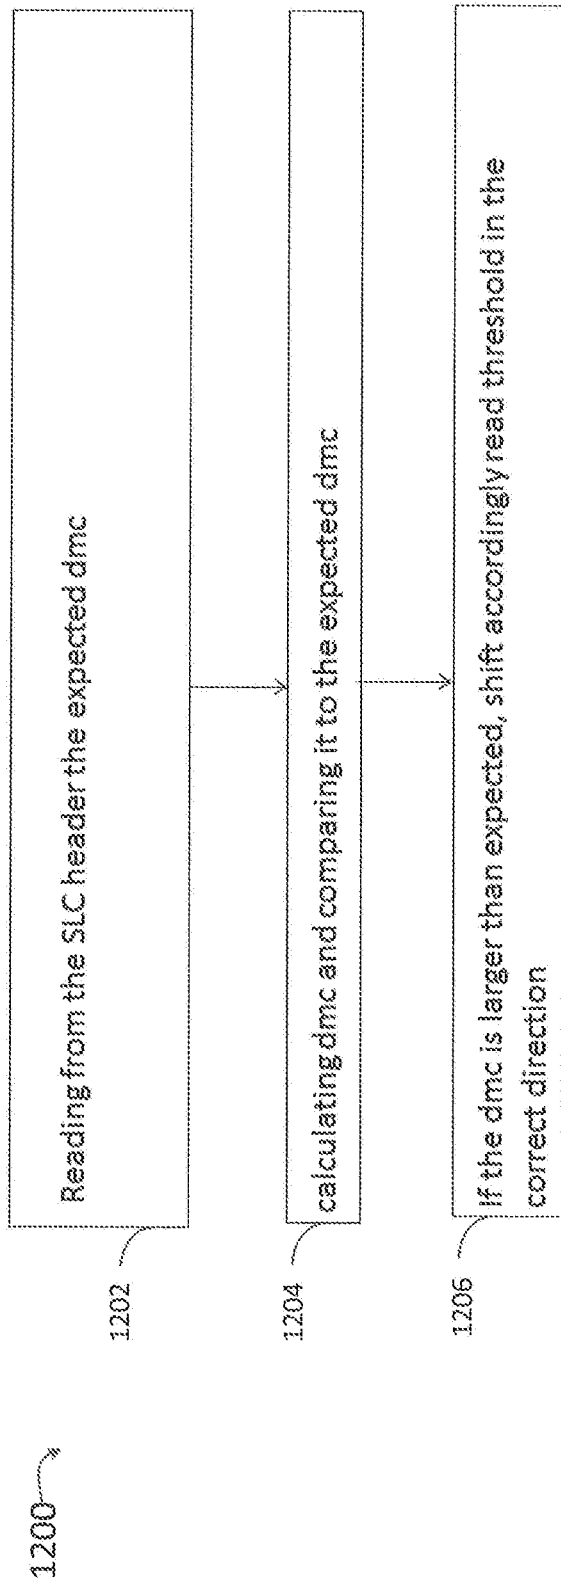 1200
1202
Reading from the SLC header the expected dmc
1204
calculating dmc and comparing it to the expected dmc
1206
If the dmc is larger than expected, shift accordingly read threshold in the
correct direction